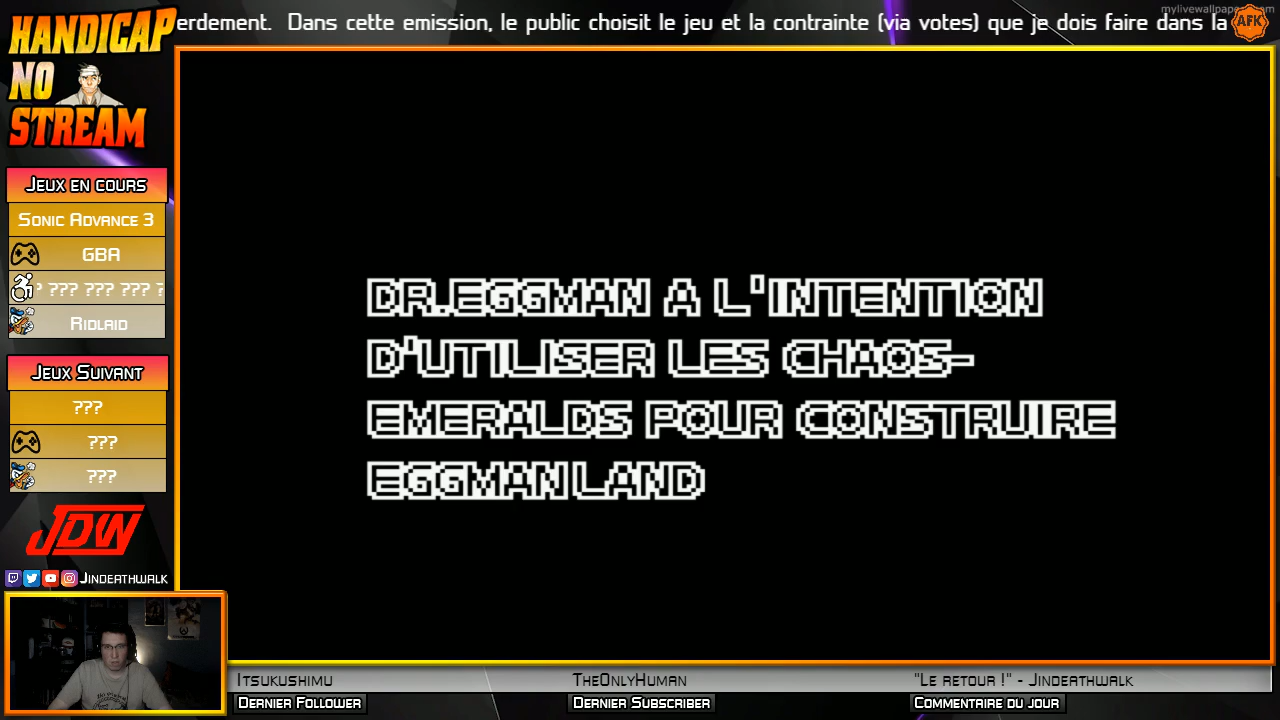 mylivewallpaper.com
erdement. Dans cette emission, le public choisit le jeu et la contrainte (via votes) que je dois faire dans la
AFK
HANDICAP
NO
STREAM
Jeux en cours
Sonic Advance 3
GBA
? ??? ??? ??? ?
Ridlaid
Jeux Suivant
???
???
???
JDW
Jindeathwalk
DR.EGGMAN A L'INTENTION
D'UTILISER LES CHAOS-
EMERALDS POUR CONSTRUIRE
EGGMANLAND
Itsukushimu
Dernier Follower
TheOnlyHuman
Dernier Subscriber
"Le retour !" - Jindeathwalk
Commentaire du jour